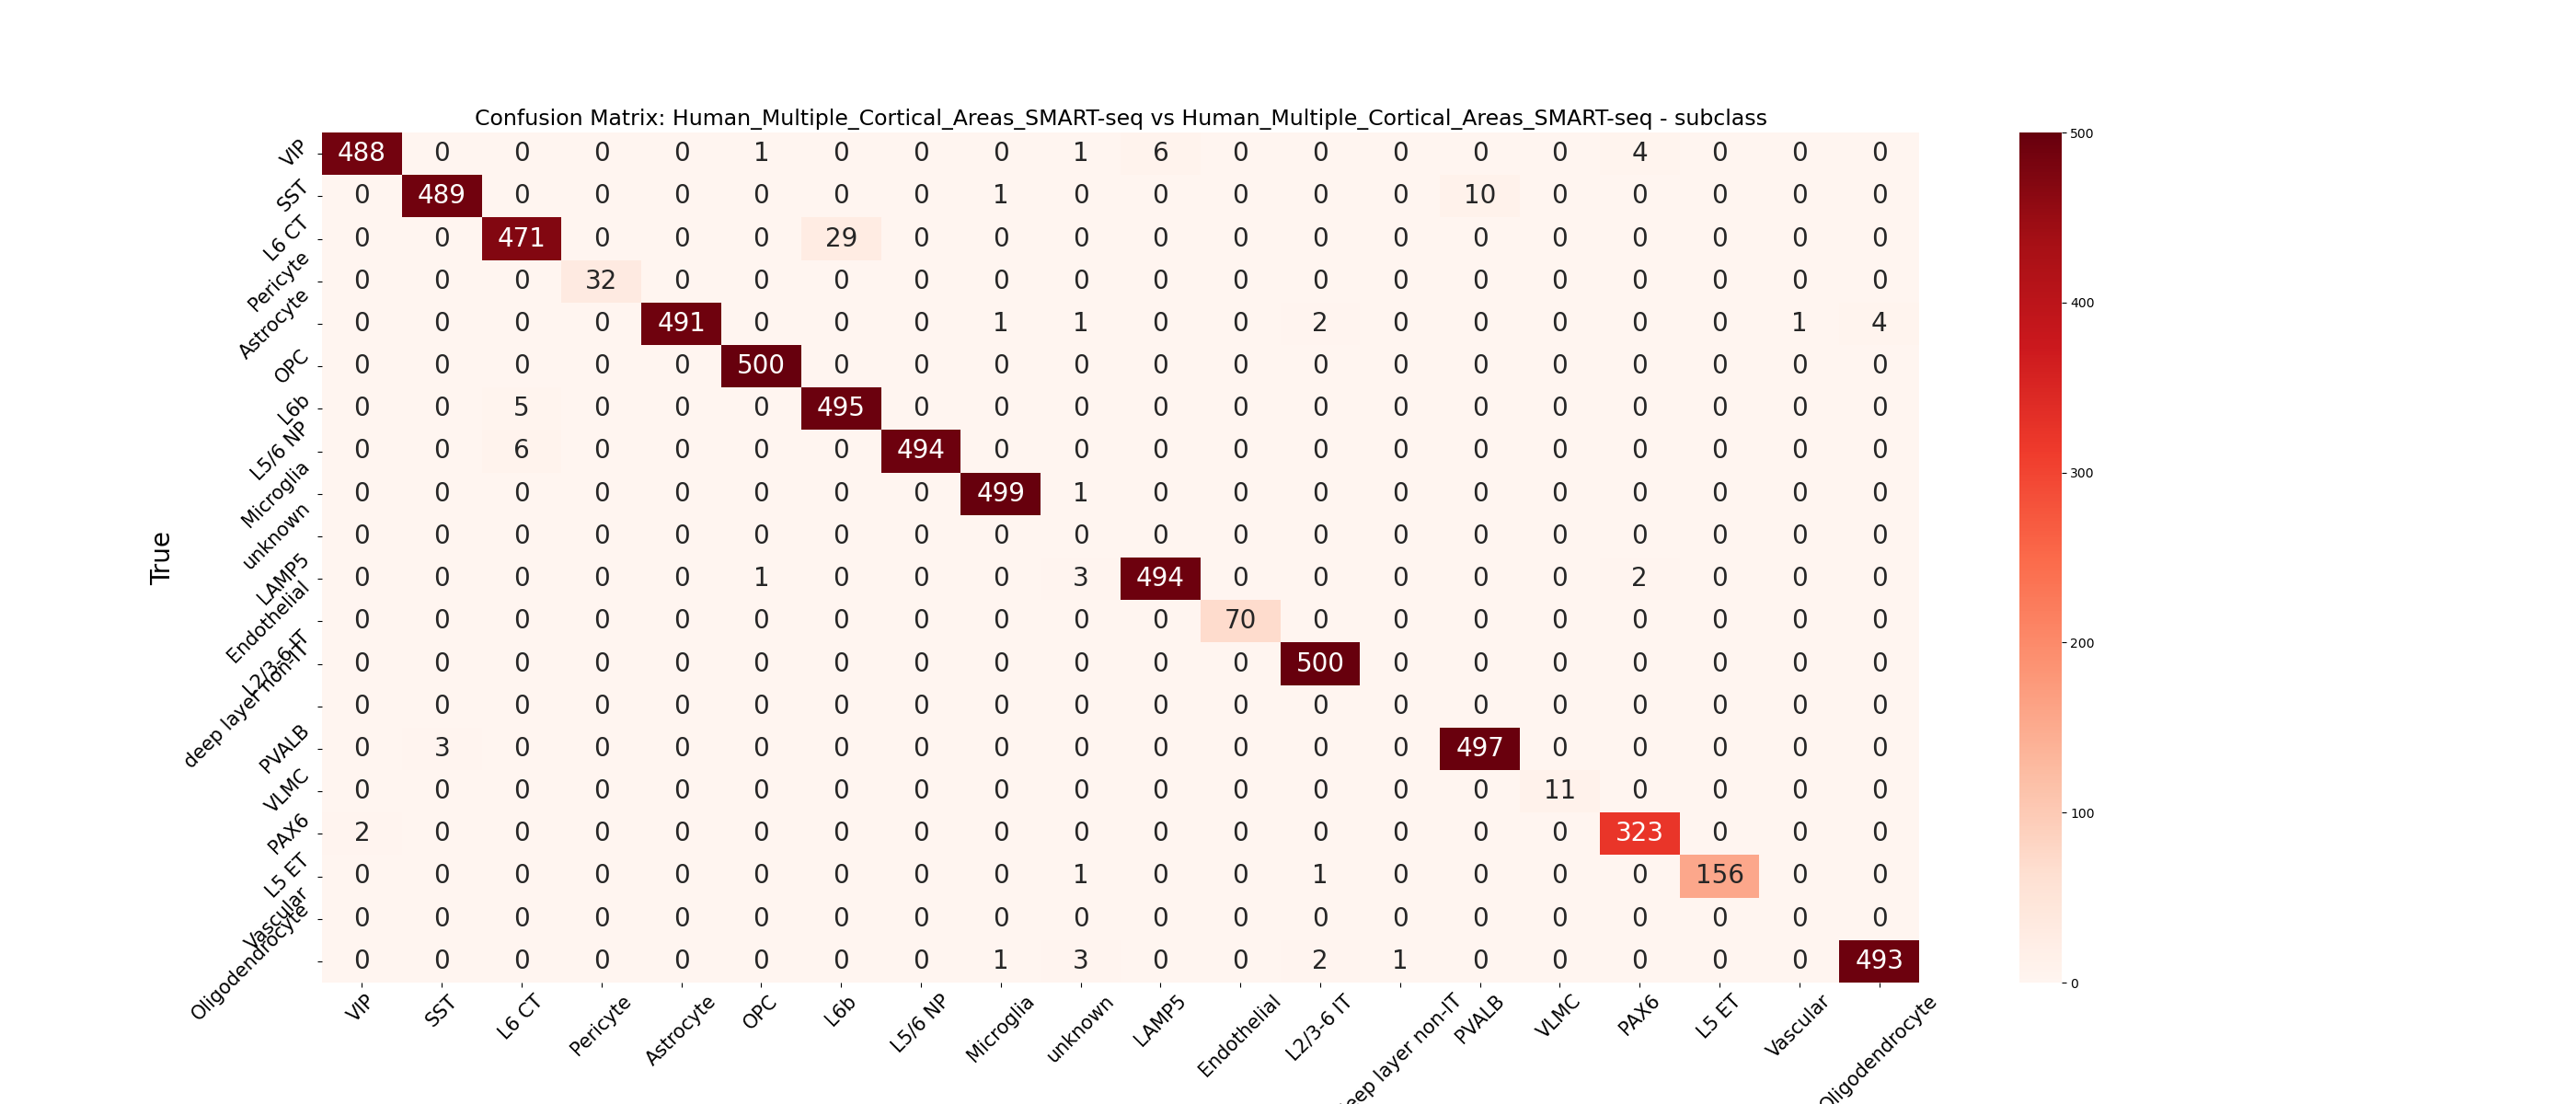 Confusion Matrix: Human_Multiple_Cortical_Areas_SMART-seq vs Human_Multiple_Cortical_Areas_SMART-seq - subclass
True
VIP 488 0 0 0 0 1 0 0 0 1 6 0 0 0 0 0 4 0 0 0
SST 0 489 0 0 0 0 0 0 1 0 0 0 0 0 10 0 0 0 0 0
L6 CT 0 0 471 0 0 0 29 0 0 0 0 0 0 0 0 0 0 0 0 0
Pericyte 0 0 0 32 0 0 0 0 0 0 0 0 0 0 0 0 0 0 0 0
Astrocyte 0 0 0 0 491 0 0 0 1 1 0 0 2 0 0 0 0 0 1 4
OPC 0 0 0 0 0 500 0 0 0 0 0 0 0 0 0 0 0 0 0 0
L6b 0 0 5 0 0 0 495 0 0 0 0 0 0 0 0 0 0 0 0 0
L5/6 NP 0 0 6 0 0 0 0 494 0 0 0 0 0 0 0 0 0 0 0 0
Microglia 0 0 0 0 0 0 0 0 499 1 0 0 0 0 0 0 0 0 0 0
unknown 0 0 0 0 0 0 0 0 0 0 0 0 0 0 0 0 0 0 0 0
LAMP5 0 0 0 0 0 1 0 0 0 3 494 0 0 0 0 0 2 0 0 0
Endothelial 0 0 0 0 0 0 0 0 0 0 0 70 0 0 0 0 0 0 0 0
L2/3-6 IT 0 0 0 0 0 0 0 0 0 0 0 0 500 0 0 0 0 0 0 0
deep layer non-IT 0 0 0 0 0 0 0 0 0 0 0 0 0 0 0 0 0 0 0 0
PVALB 0 3 0 0 0 0 0 0 0 0 0 0 0 0 497 0 0 0 0 0
VLMC 0 0 0 0 0 0 0 0 0 0 0 0 0 0 0 11 0 0 0 0
PAX6 2 0 0 0 0 0 0 0 0 0 0 0 0 0 0 0 323 0 0 0
L5 ET 0 0 0 0 0 0 0 0 0 1 0 0 1 0 0 0 0 156 0 0
Vascular 0 0 0 0 0 0 0 0 0 0 0 0 0 0 0 0 0 0 0 0
Oligodendrocyte 0 0 0 0 0 0 0 0 1 3 0 0 2 1 0 0 0 0 0 493
VIP SST L6 CT Pericyte Astrocyte OPC L6b L5/6 NP Microglia unknown LAMP5 Endothelial L2/3-6 IT layer non-IT PVALB VLMC PAX6 L5 ET Vascular Oligodendrocyte
500
400
300
200
100
0